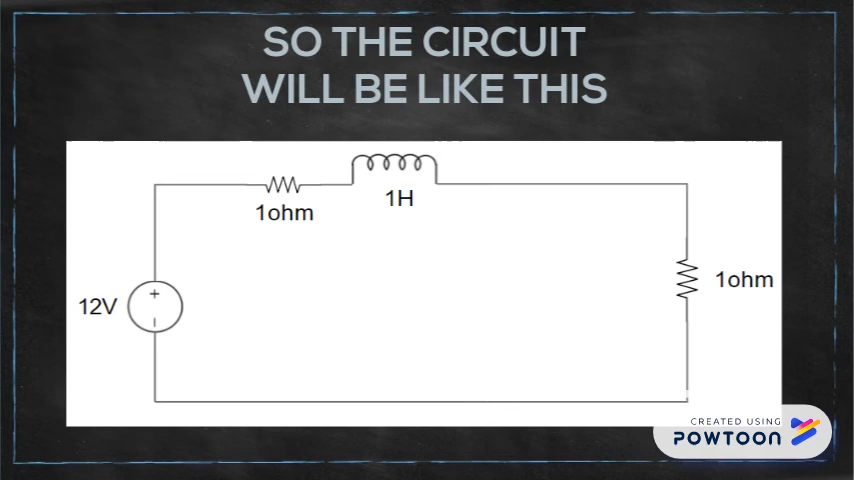 SO THE CIRCUIT
WILL BE LIKE THIS
1ohm
1H
12V
+
1ohm
CREATED USING
POWTOON